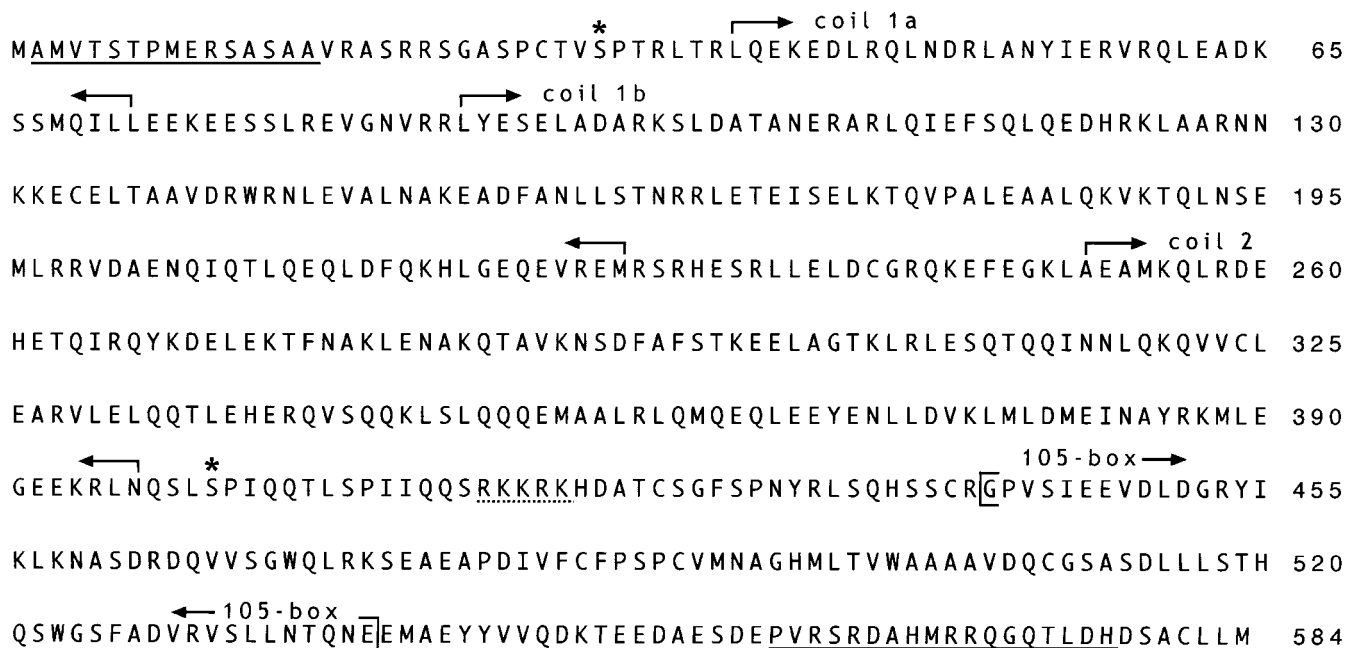 * coil 1a
MAMVTSTPMERSASAAVRASRRSGASPCTVSPTRLTRLQEKEDLRQLNDRLANYIERVRQLEADK 65
coil 1b
SSMQILLEEKEESSLREVGNVRRLYESELADARKSLDATANERARLQIEFSQLQEDHRKLAARNN 130
KKECELTAAVDRWRNLEVALNAKEADFANLLSTNRRLETEISELKTQVPALEAALQKVKTQLNSE 195
coil 2
MLRRVDAENQIQTLQEQLDFQKHLGEQEVREMRSRHESRLLELDCGRQKEFEGKLAEAMKQLRDE 260
HETQIRQYKDELEKTFNAKLENAKQTAVKNSDFAFSTKEELAGTKLRLESQTQQINNLQKQVVCL 325
EARVLELQQTLEHERQVSQQKLSLQQQEMAALRLQMQEQLEEYENLLDVKLMLDMEINAYRKMLE 390
* 105-box
GEEKRLNQSLSPIQQTLSPIIQQSRKKRKHDATCSGFSPNYRLSQHSSCRGPVSIEEVDLDGRYI 455
KLKNASDRDQVVSGWQLRKSEAEAPDIVFCFPSPCVMNAGHMLTVWAAAAVDQCGSASDLLLSTH 520
105-box
QSWGSFADVRVSLLNTQNEEMAEYYVVQDKTEEDAESDEPVRSRDAHMRRQGQTLDHDSACLLM 584